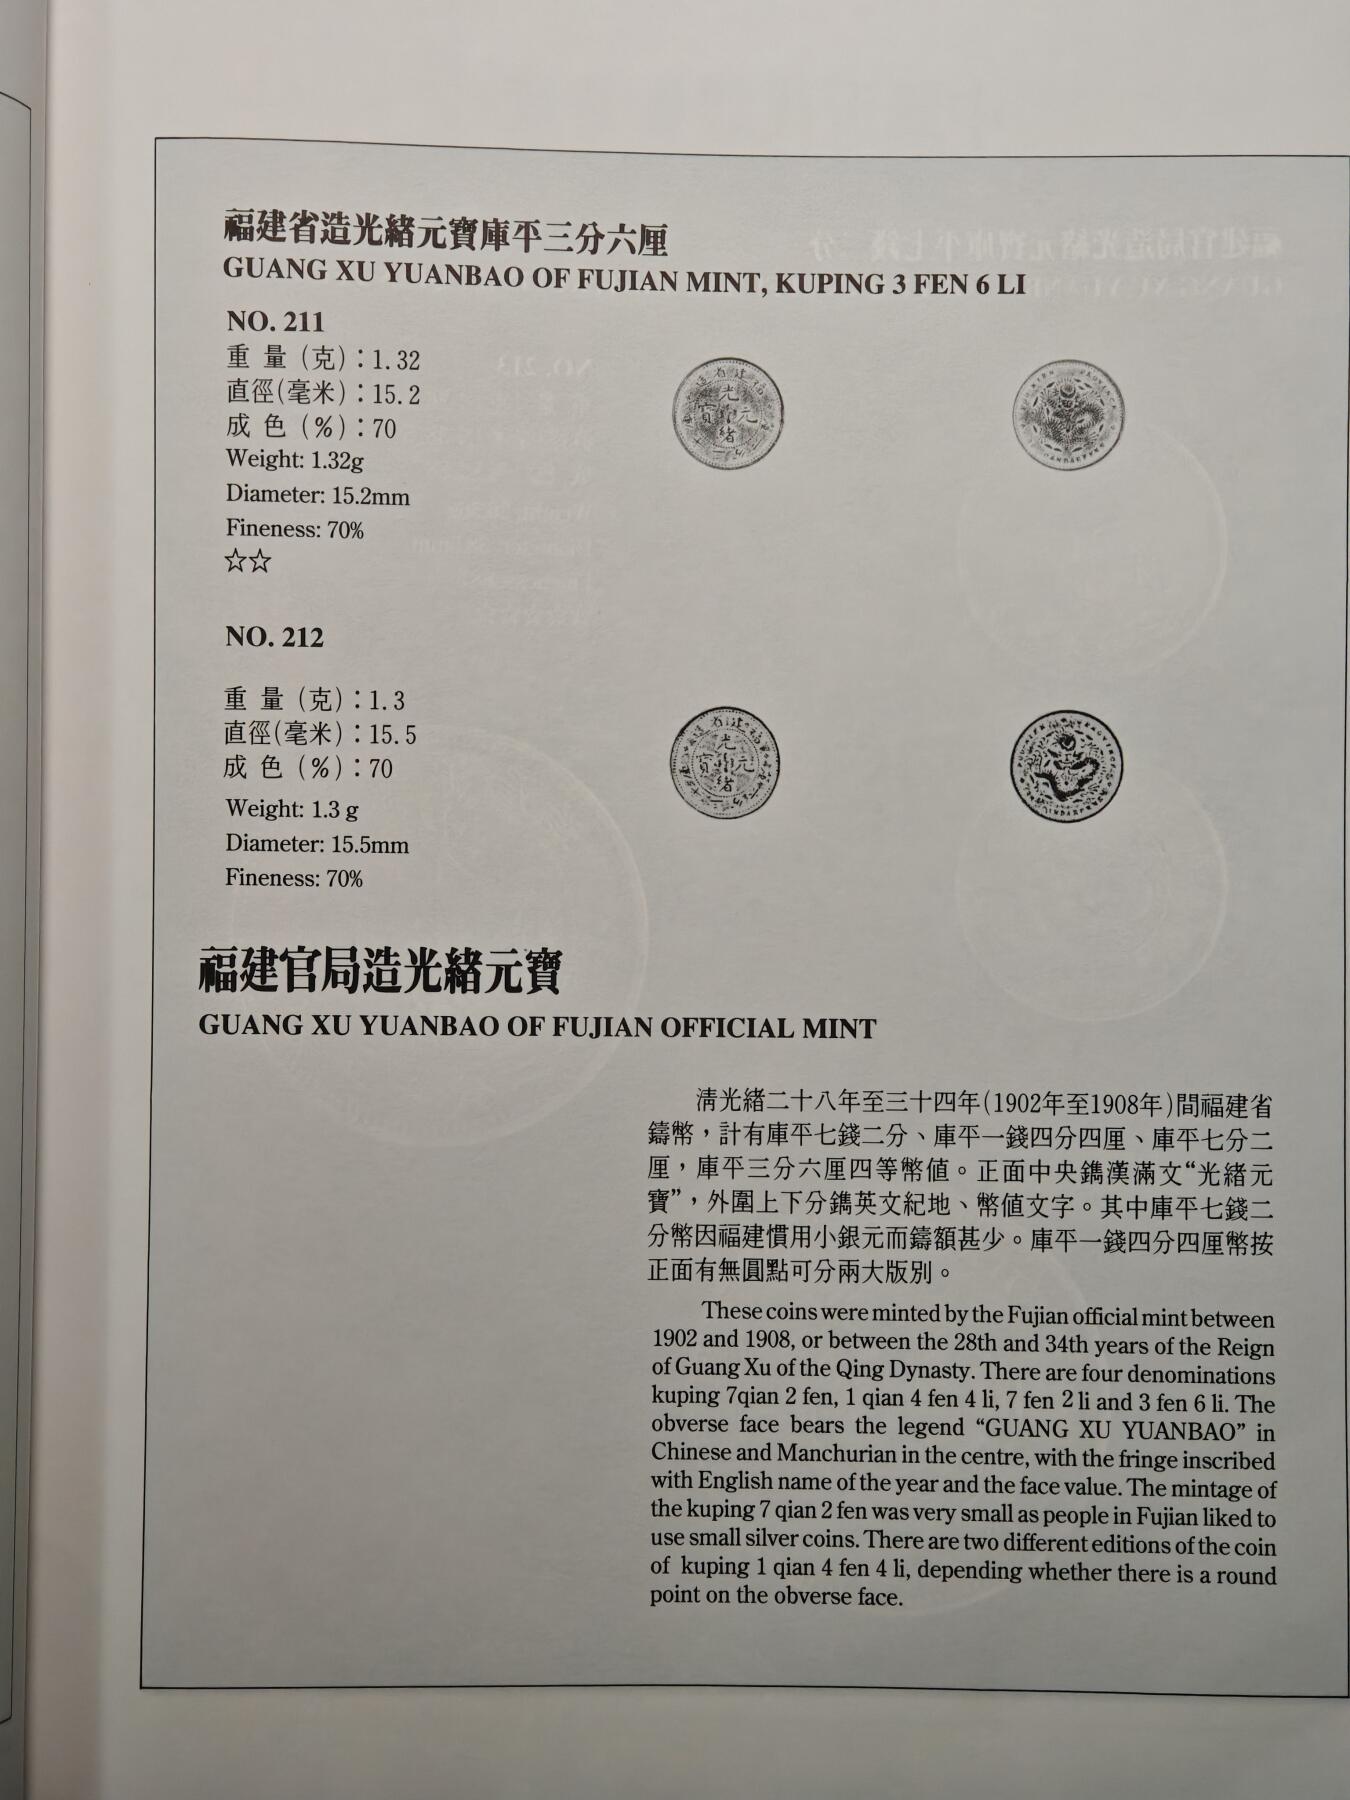 福建省造光緒元寶庫平三分六厘
GUANG XU YUANBAO OF FUJIAN MINT, KUPING 3 FEN 6 LI
NO. 211
重 量 (克)：1.32
直徑(毫米)：15.2
成 色 (%)：70
Weight: 1.32g
Diameter: 15.2mm
Fineness: 70%
☆☆
NO. 212
重 量 (克)：1.3
直徑(毫米)：15.5
成 色 (%)：70
Weight: 1.3 g
Diameter: 15.5mm
Fineness: 70%
福建官局造光緒元寶
GUANG XU YUANBAO OF FUJIAN OFFICIAL MINT
清光緒二十八年至三十四年(1902年至1908年)間福建省
鑄幣，計有庫平七錢二分、庫平一錢四分四厘、庫平七分二
厘，庫平三分六厘四等幣值。正面中央鐫漢滿文“光緒元
寶”，外圍上下分鐫英文紀地、幣值文字。其中庫平七錢二
分幣因福建慣用小銀元而鑄額甚少。庫平一錢四分四厘幣按
正面有無圓點可分兩大版別。
These coins were minted by the Fujian official mint between
1902 and 1908, or between the 28th and 34th years of the Reign
of Guang Xu of the Qing Dynasty. There are four denominations
kuping 7qian 2 fen, 1 qian 4 fen 4 li, 7 fen 2 li and 3 fen 6 li. The
obverse face bears the legend “GUANG XU YUANBAO” in
Chinese and Manchurian in the centre, with the fringe inscribed
with English name of the year and the face value. The mintage of
the kuping 7 qian 2 fen was very small as people in Fujian liked to
use small silver coins. There are two different editions of the coin
of kuping 1 qian 4 fen 4 li, depending whether there is a round
point on the obverse face.